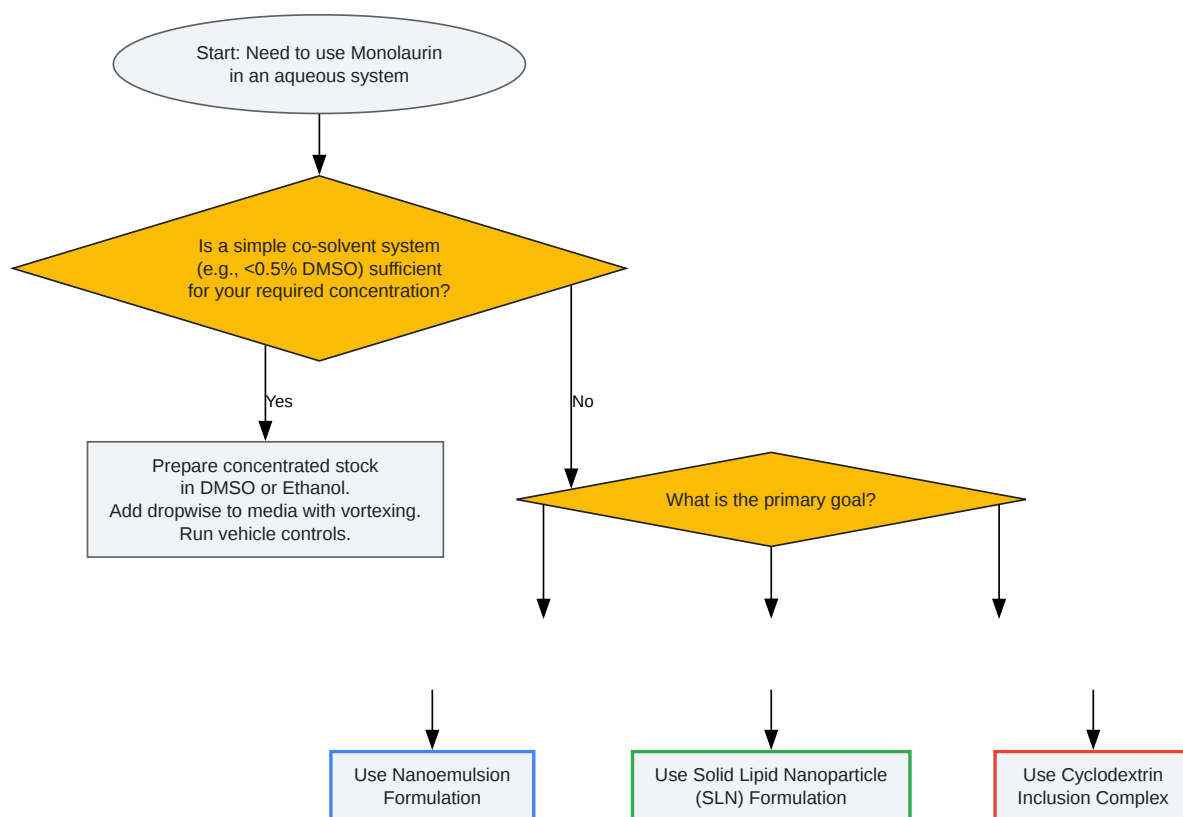 Start: Need to use Monolaurin
in an aqueous system
Is a simple co-solvent system
(e.g., <0.5% DMSO) sufficient
for your required concentration?
Yes
No
Prepare concentrated stock
in DMSO or Ethanol.
Add dropwise to media with vortexing.
Run vehicle controls.
What is the primary goal?
Use Nanoemulsion
Formulation
Use Solid Lipid Nanoparticle
(SLN) Formulation
Use Cyclodextrin
Inclusion Complex